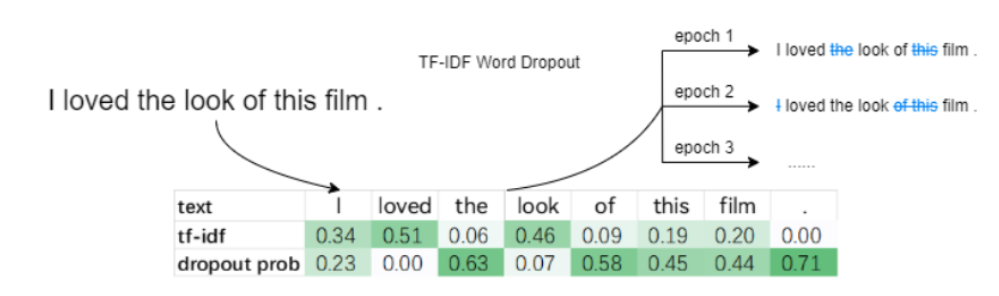 TF-IDF Word Dropout
I loved the look of this film .
epoch 1
I loved the look of this film .
epoch 2
I loved the look of this film .
epoch 3
......
text I loved the look of this film .
tf-idf 0.34 0.51 0.06 0.46 0.09 0.19 0.20 0.00
dropout prob 0.23 0.00 0.63 0.07 0.58 0.45 0.44 0.71